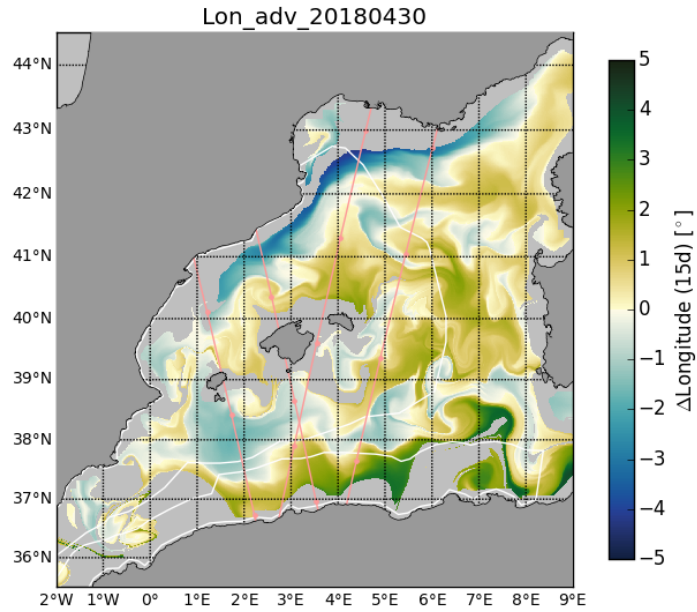 Lon_adv_20180430
44°N
43°N
42°N
41°N
40°N
39°N
38°N
37°N
36°N
2°W 1°W 0° 1°E 2°E 3°E 4°E 5°E 6°E 7°E 8°E 9°E
5
4
3
2
1
0
−1
−2
−3
−4
−5
ΔLongitude (15d) [°]